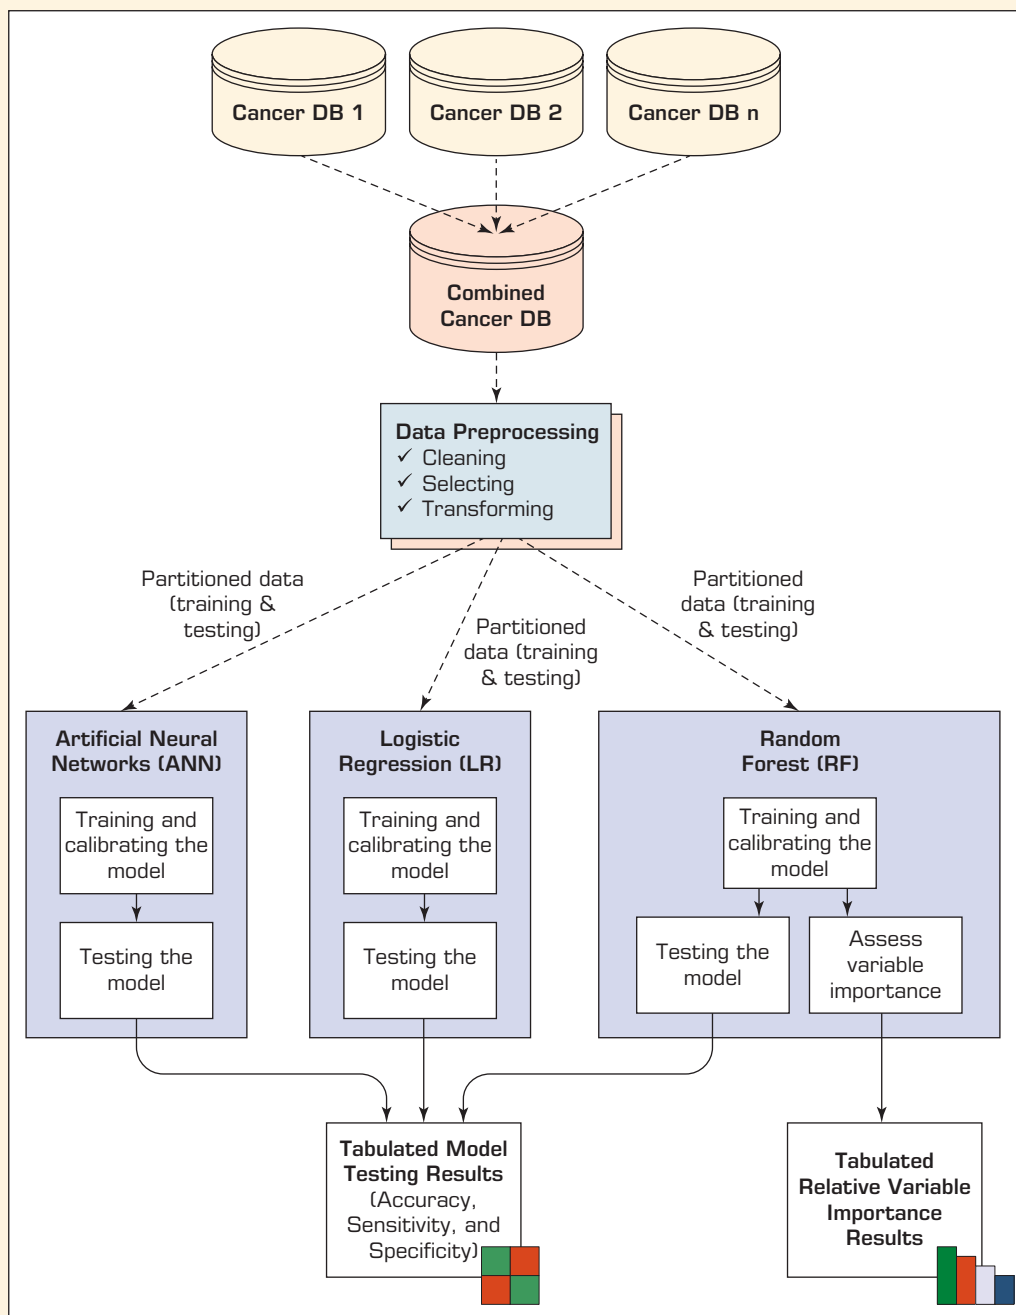 Cancer DB 1
Cancer DB 2
Cancer DB n
Combined
Cancer DB
Data Preprocessing
✓ Cleaning
✓ Selecting
✓ Transforming
Partitioned data
(training &
testing)
Partitioned
data (training
& testing)
Partitioned
data (training
& testing)
Artificial Neural
Networks (ANN)
Training and
calibrating the
model
Testing the
model
Logistic
Regression (LR)
Training and
calibrating the
model
Testing the
model
Random
Forest (RF)
Training and
calibrating the
model
Testing the
model
Assess
variable
importance
Tabulated Model
Testing Results
(Accuracy,
Sensitivity, and
Specificity)
Tabulated
Relative Variable
Importance
Results